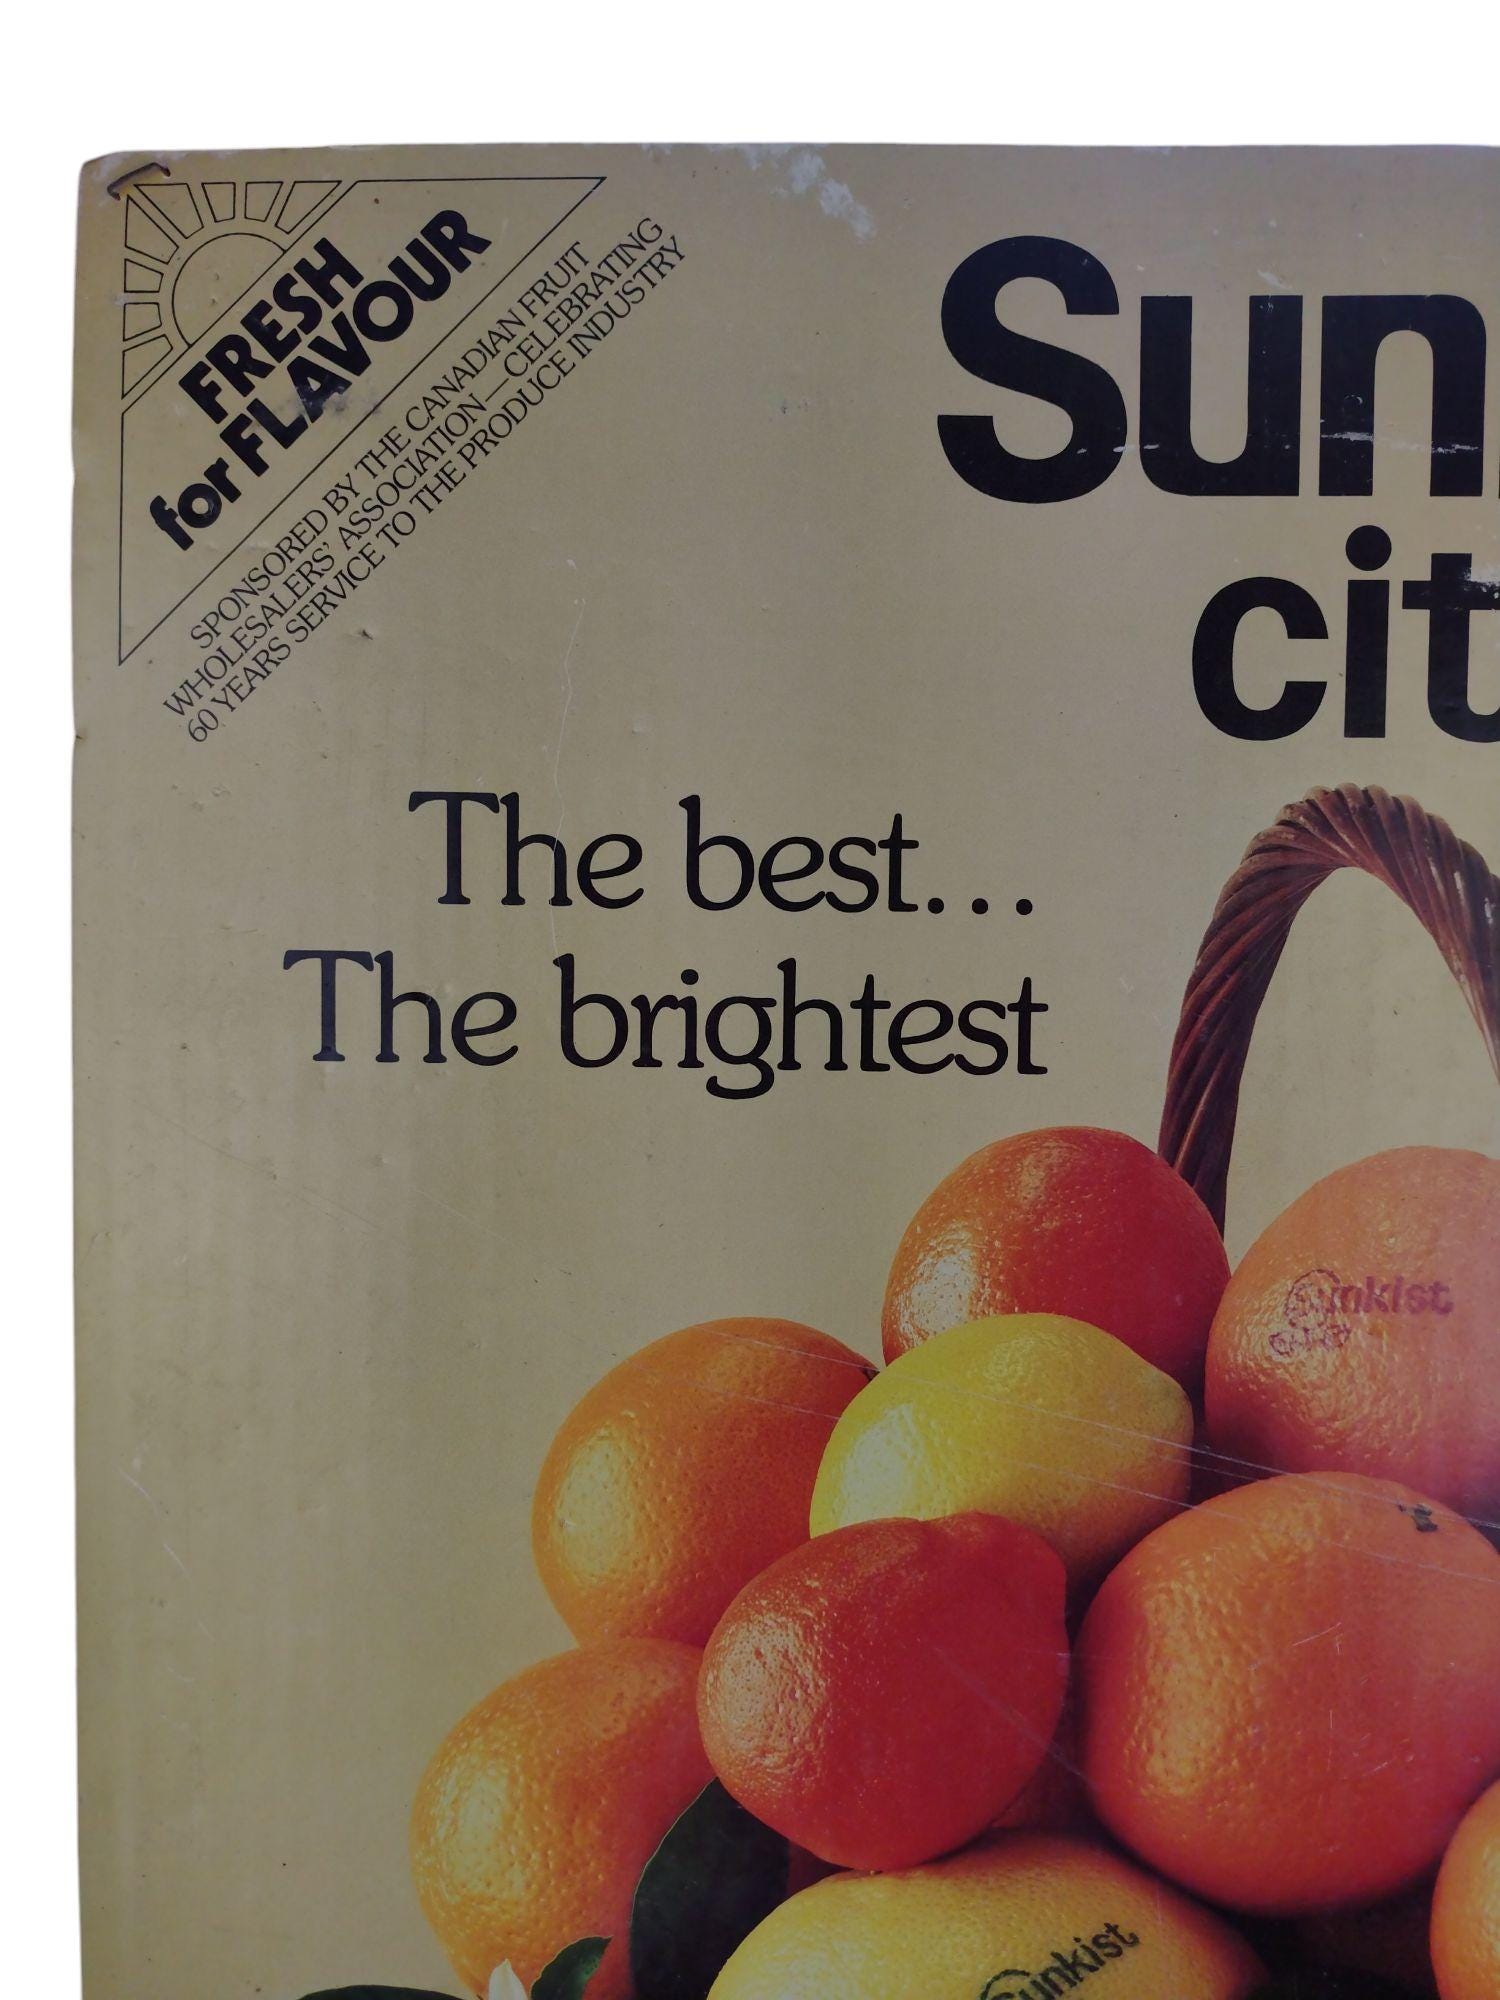 FRESH
for FLAVOUR
SPONSORED BY THE CANADIAN FRUIT
WHOLESALERS' ASSOCIATION—CELEBRATING
60 YEARS SERVICE TO THE PRODUCE INDUSTRY
Sun
cit
The best...
The brightest
Sunkist
Sunkist